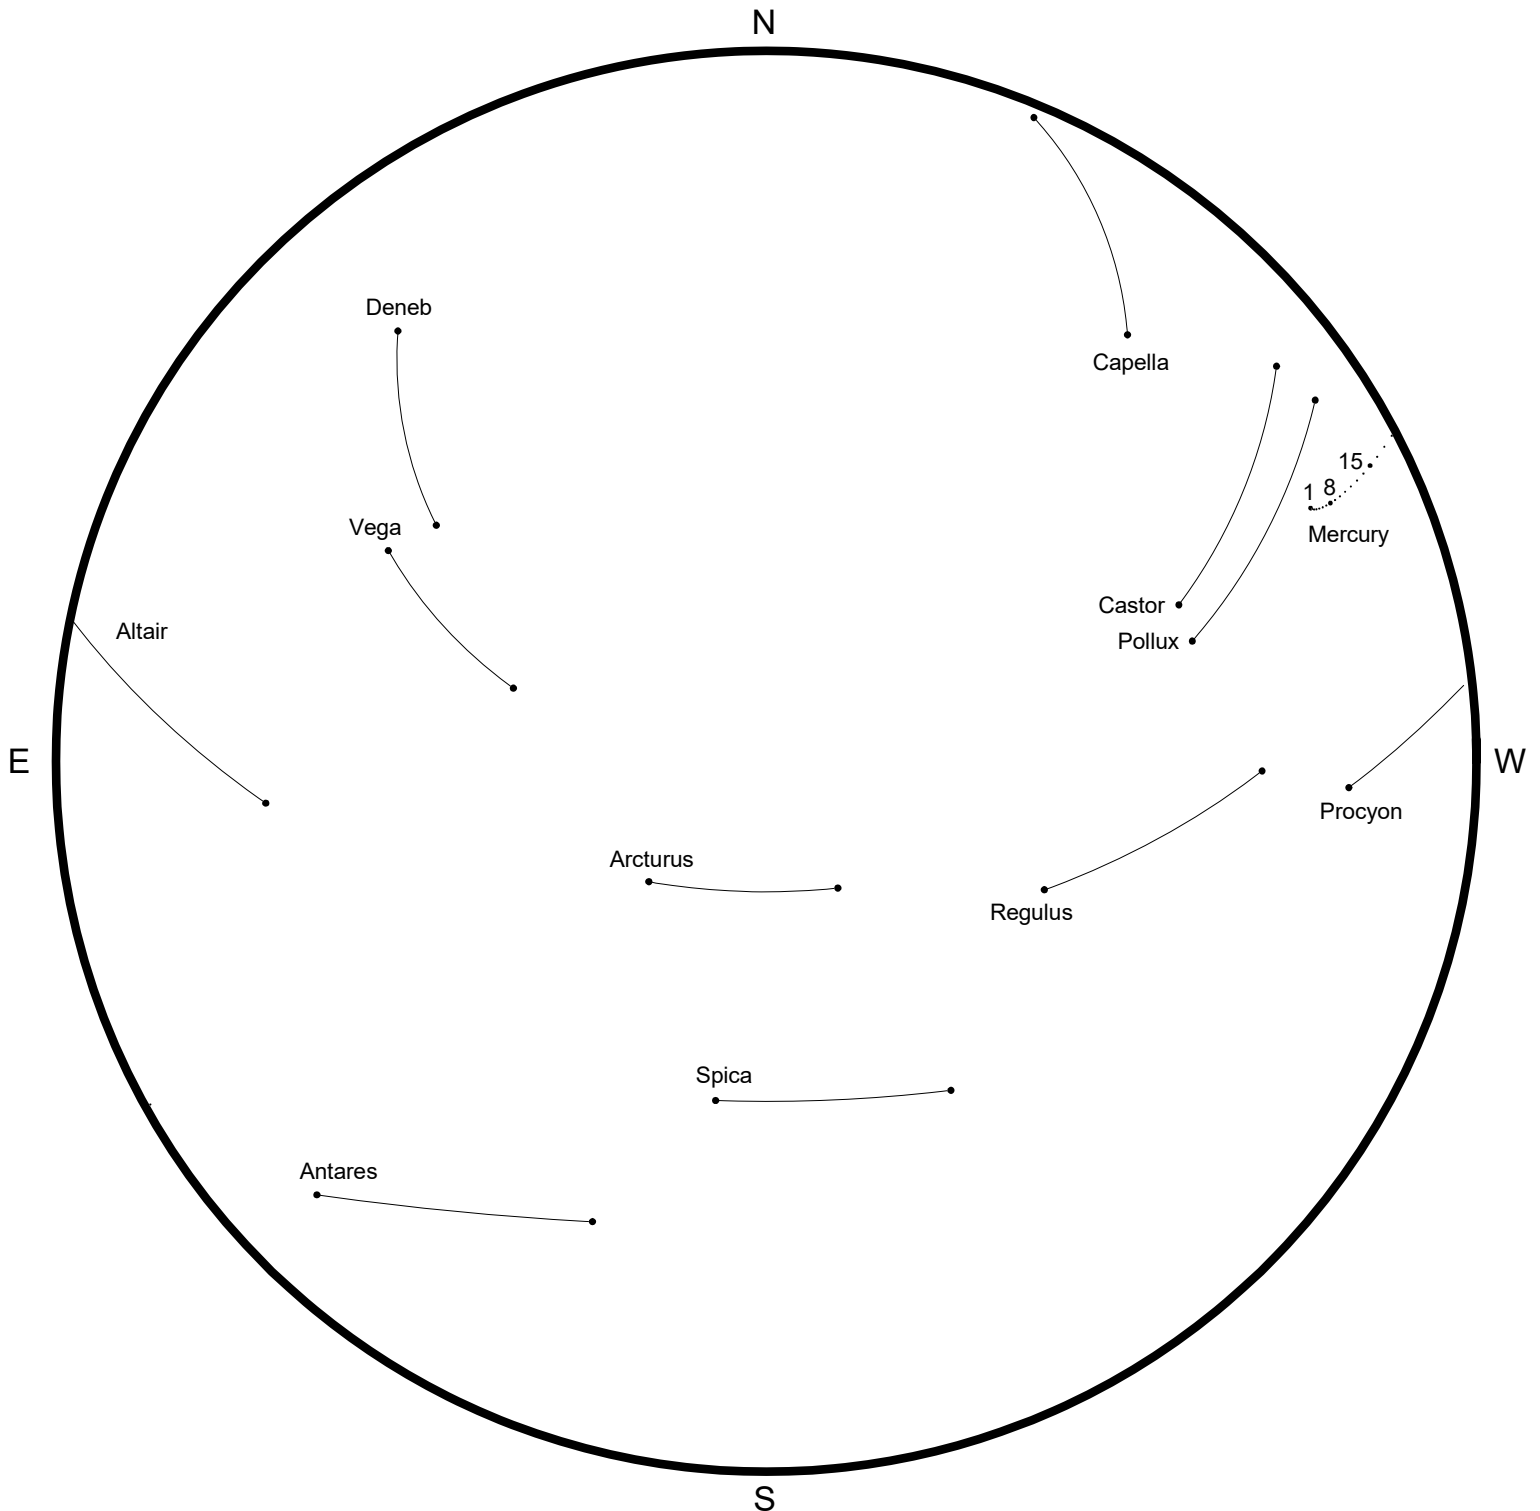 N
Deneb
Capella
15
1 8
Vega
Mercury
Castor
Altair
Pollux
E
W
Procyon
Arcturus
Regulus
Spica
Antares
S